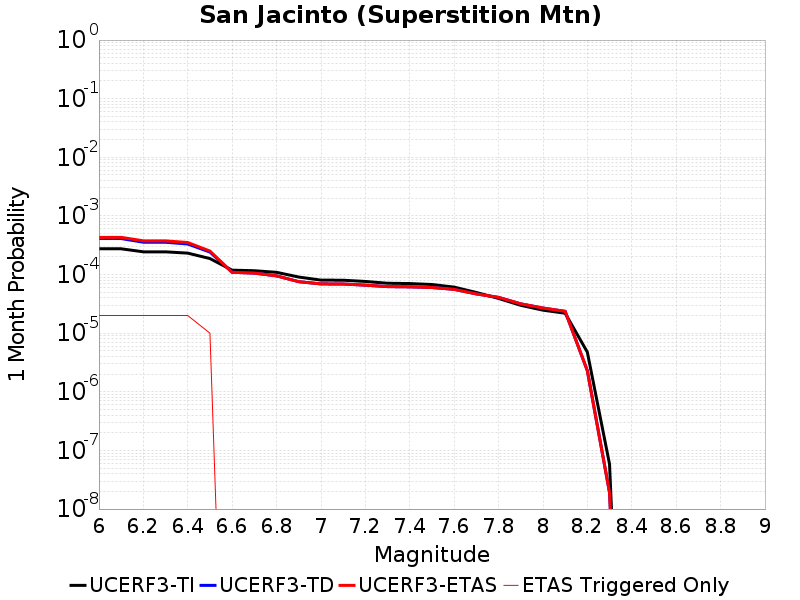 San Jacinto (Superstition Mtn)
10^0
10^-1
10^-2
10^-3
10^-4
10^-5
10^-6
10^-7
10^-8
1 Month Probability
6 6.2 6.4 6.6 6.8 7 7.2 7.4 7.6 7.8 8 8.2 8.4 8.6 8.8 9
Magnitude
UCERF3-TI UCERF3-TD UCERF3-ETAS ETAS Triggered Only